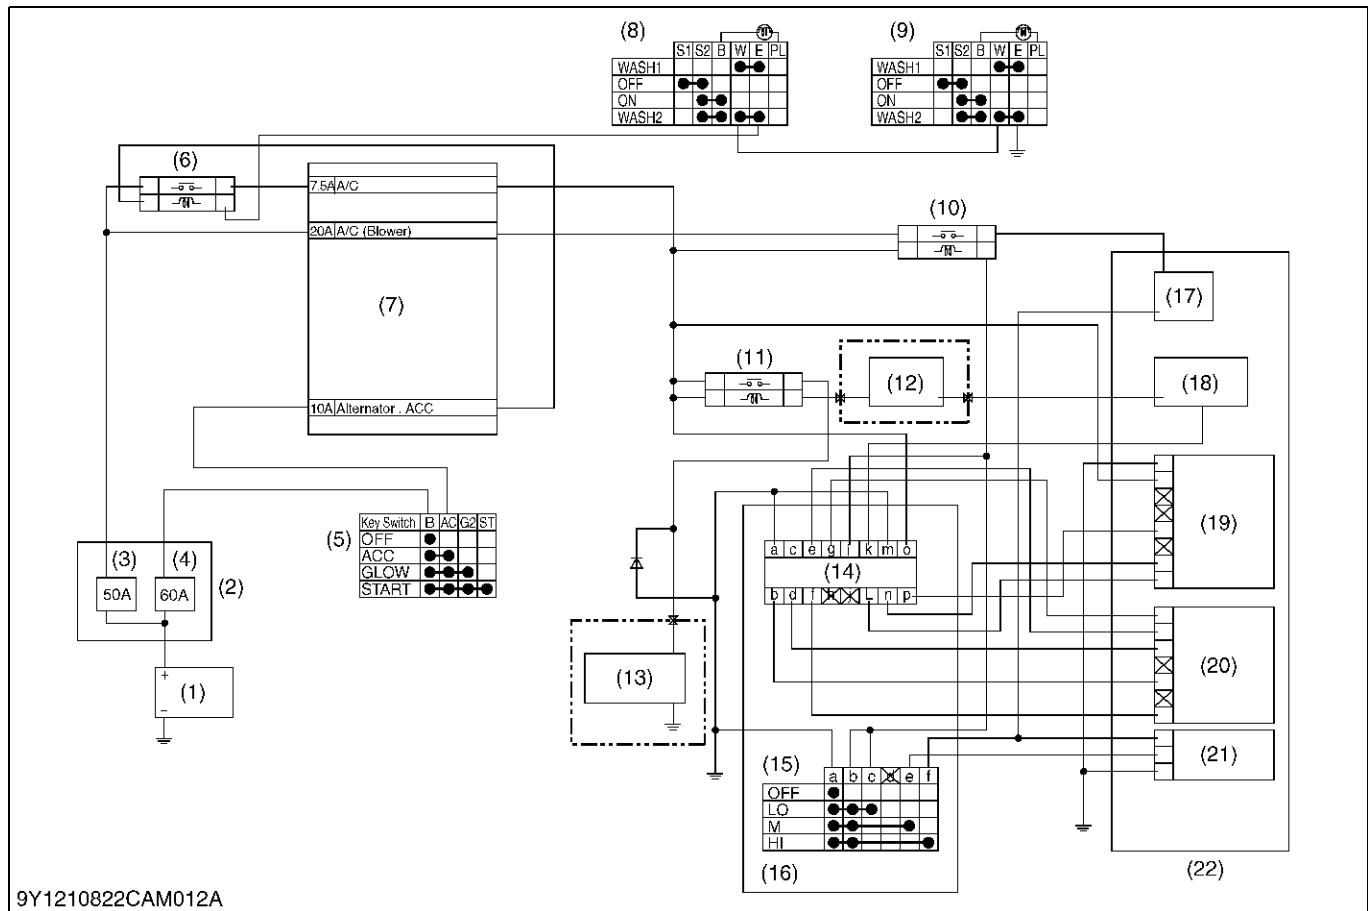 (8)
S1 S2 B W E PL
WASH1
OFF
ON
WASH2
(9)
S1 S2 B W E PL
WASH1
OFF
ON
WASH2
(6)
7.5A A/C
20A A/C (Blower)
(7)
10A Alternator . ACC
(10)
(17)
(11)
(12)
(18)
(5)
Key Switch B AC G2 ST
OFF
ACC
GLOW
START
(3) (4)
50A 60A
(2)
+
(1)
−
(19)
a c e g i k m o
(14)
b d f L n p
(20)
(13)
(21)
(15)
a b c d e f
OFF
LO
M
HI
(16)
(22)
9Y1210822CAM012A